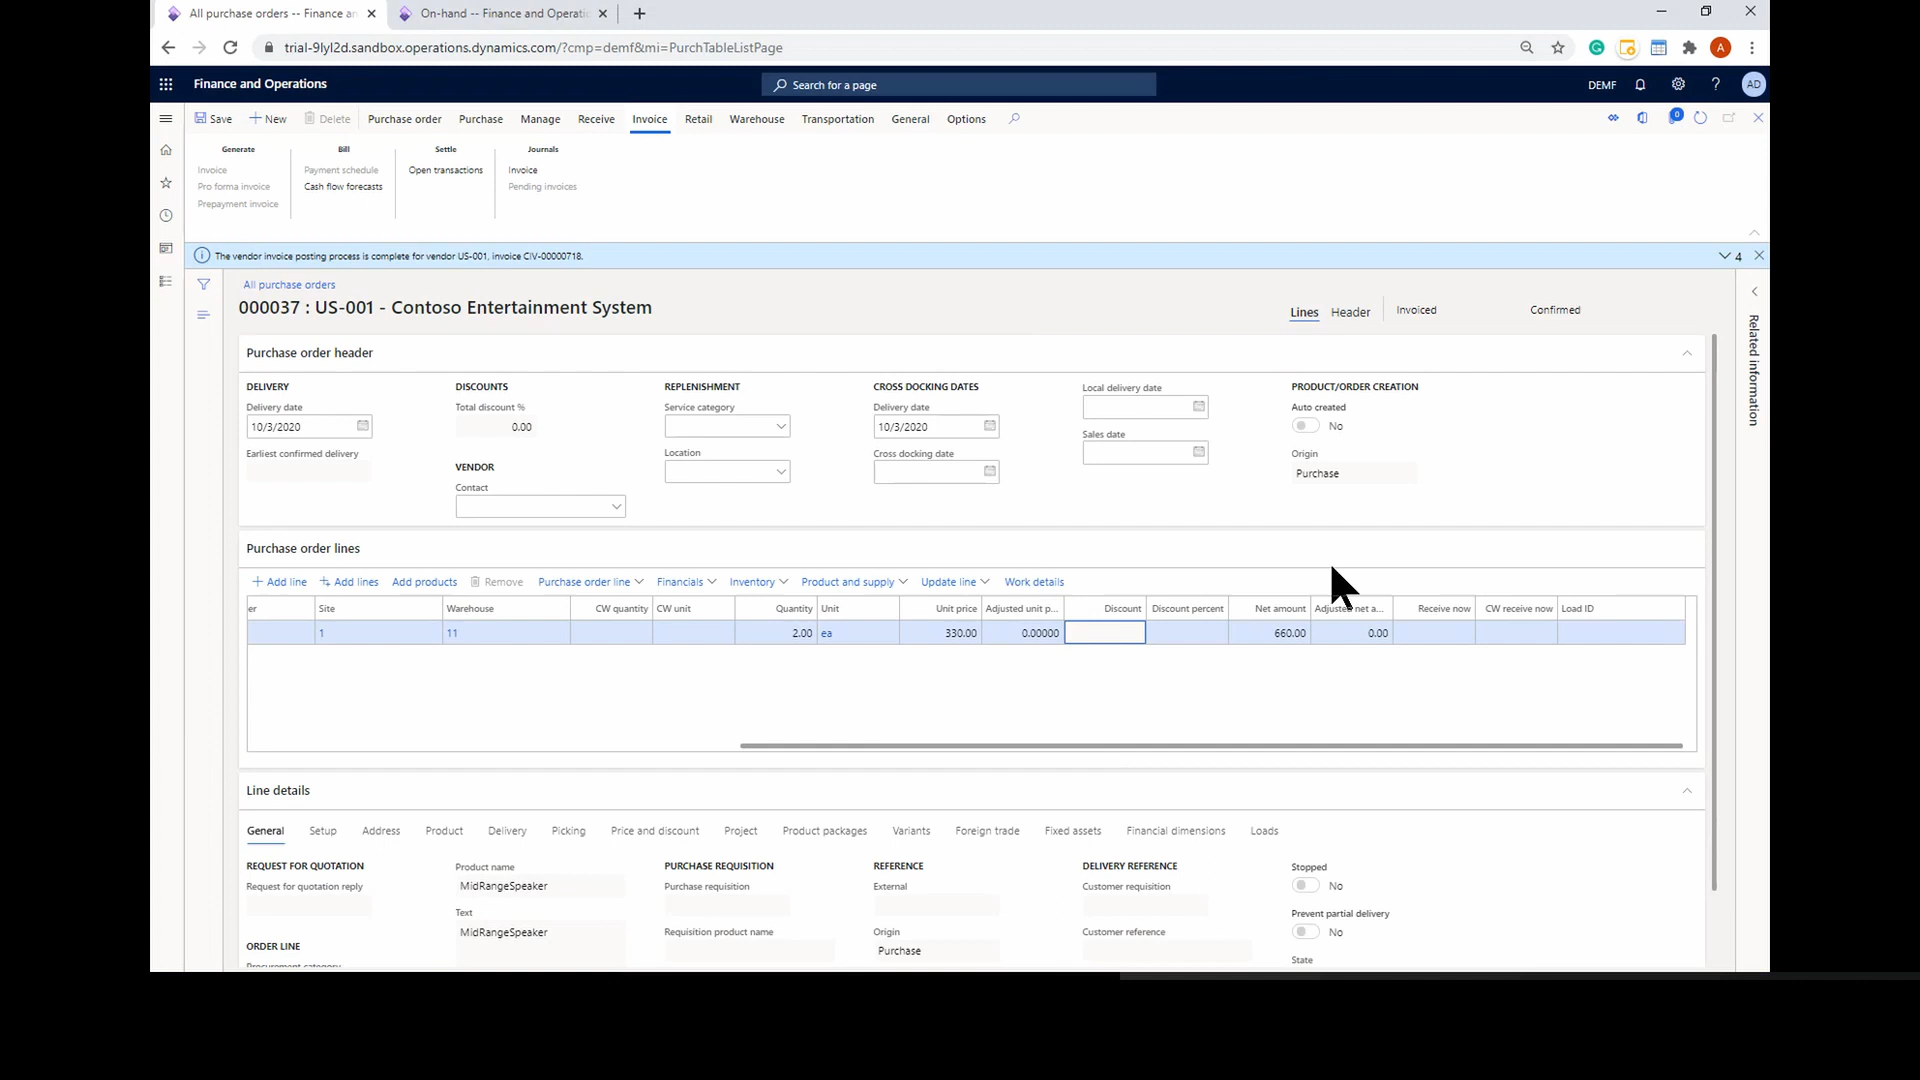 All purchase orders -- Finance an
On-hand -- Finance and Operati
trial-9lyl2d.sandbox.operations.dynamics.com/?cmp=demf&mi=PurchTableListPage
A
Finance and Operations
Search for a page
DEMF
?
AD
Save
New
Delete
Purchase order
Purchase
Manage
Receive
Invoice
Retail
Warehouse
Transportation
General
Options
0
Generate
Bill
Settle
Journals
Invoice
Payment schedule
Open transactions
Invoice
Pro forma invoice
Cash flow forecasts
Pending invoices
Prepayment invoice
The vendor invoice posting process is complete for vendor US-001, invoice CIV-00000718.
4
All purchase orders
000037 : US-001 - Contoso Entertainment System
Lines
Header
Invoiced
Confirmed
Related information
Purchase order header
DELIVERY
DISCOUNTS
REPLENISHMENT
CROSS DOCKING DATES
Local delivery date
PRODUCT/ORDER CREATION
Delivery date
Total discount %
Service category
Delivery date
Auto created
10/3/2020
0.00
10/3/2020
No
Sales date
Earliest confirmed delivery
Location
Cross docking date
Origin
VENDOR
Purchase
Contact
Purchase order lines
Add line
Add lines
Add products
Remove
Purchase order line
Financials
Inventory
Product and supply
Update line
Work details
er
Site
Warehouse
CW quantity
CW unit
Quantity
Unit
Unit price
Adjusted unit p...
Discount
Discount percent
Net amount
Adjusted net a...
Receive now
CW receive now
Load ID
1
11
2.00
ea
330.00
0.00000
660.00
0.00
Line details
General
Setup
Address
Product
Delivery
Picking
Price and discount
Project
Product packages
Variants
Foreign trade
Fixed assets
Financial dimensions
Loads
REQUEST FOR QUOTATION
Product name
PURCHASE REQUISITION
REFERENCE
DELIVERY REFERENCE
Stopped
Request for quotation reply
MidRangeSpeaker
Purchase requisition
External
Customer requisition
No
Text
Prevent partial delivery
MidRangeSpeaker
Requisition product name
Origin
Customer reference
No
ORDER LINE
Purchase
State
Procurement category